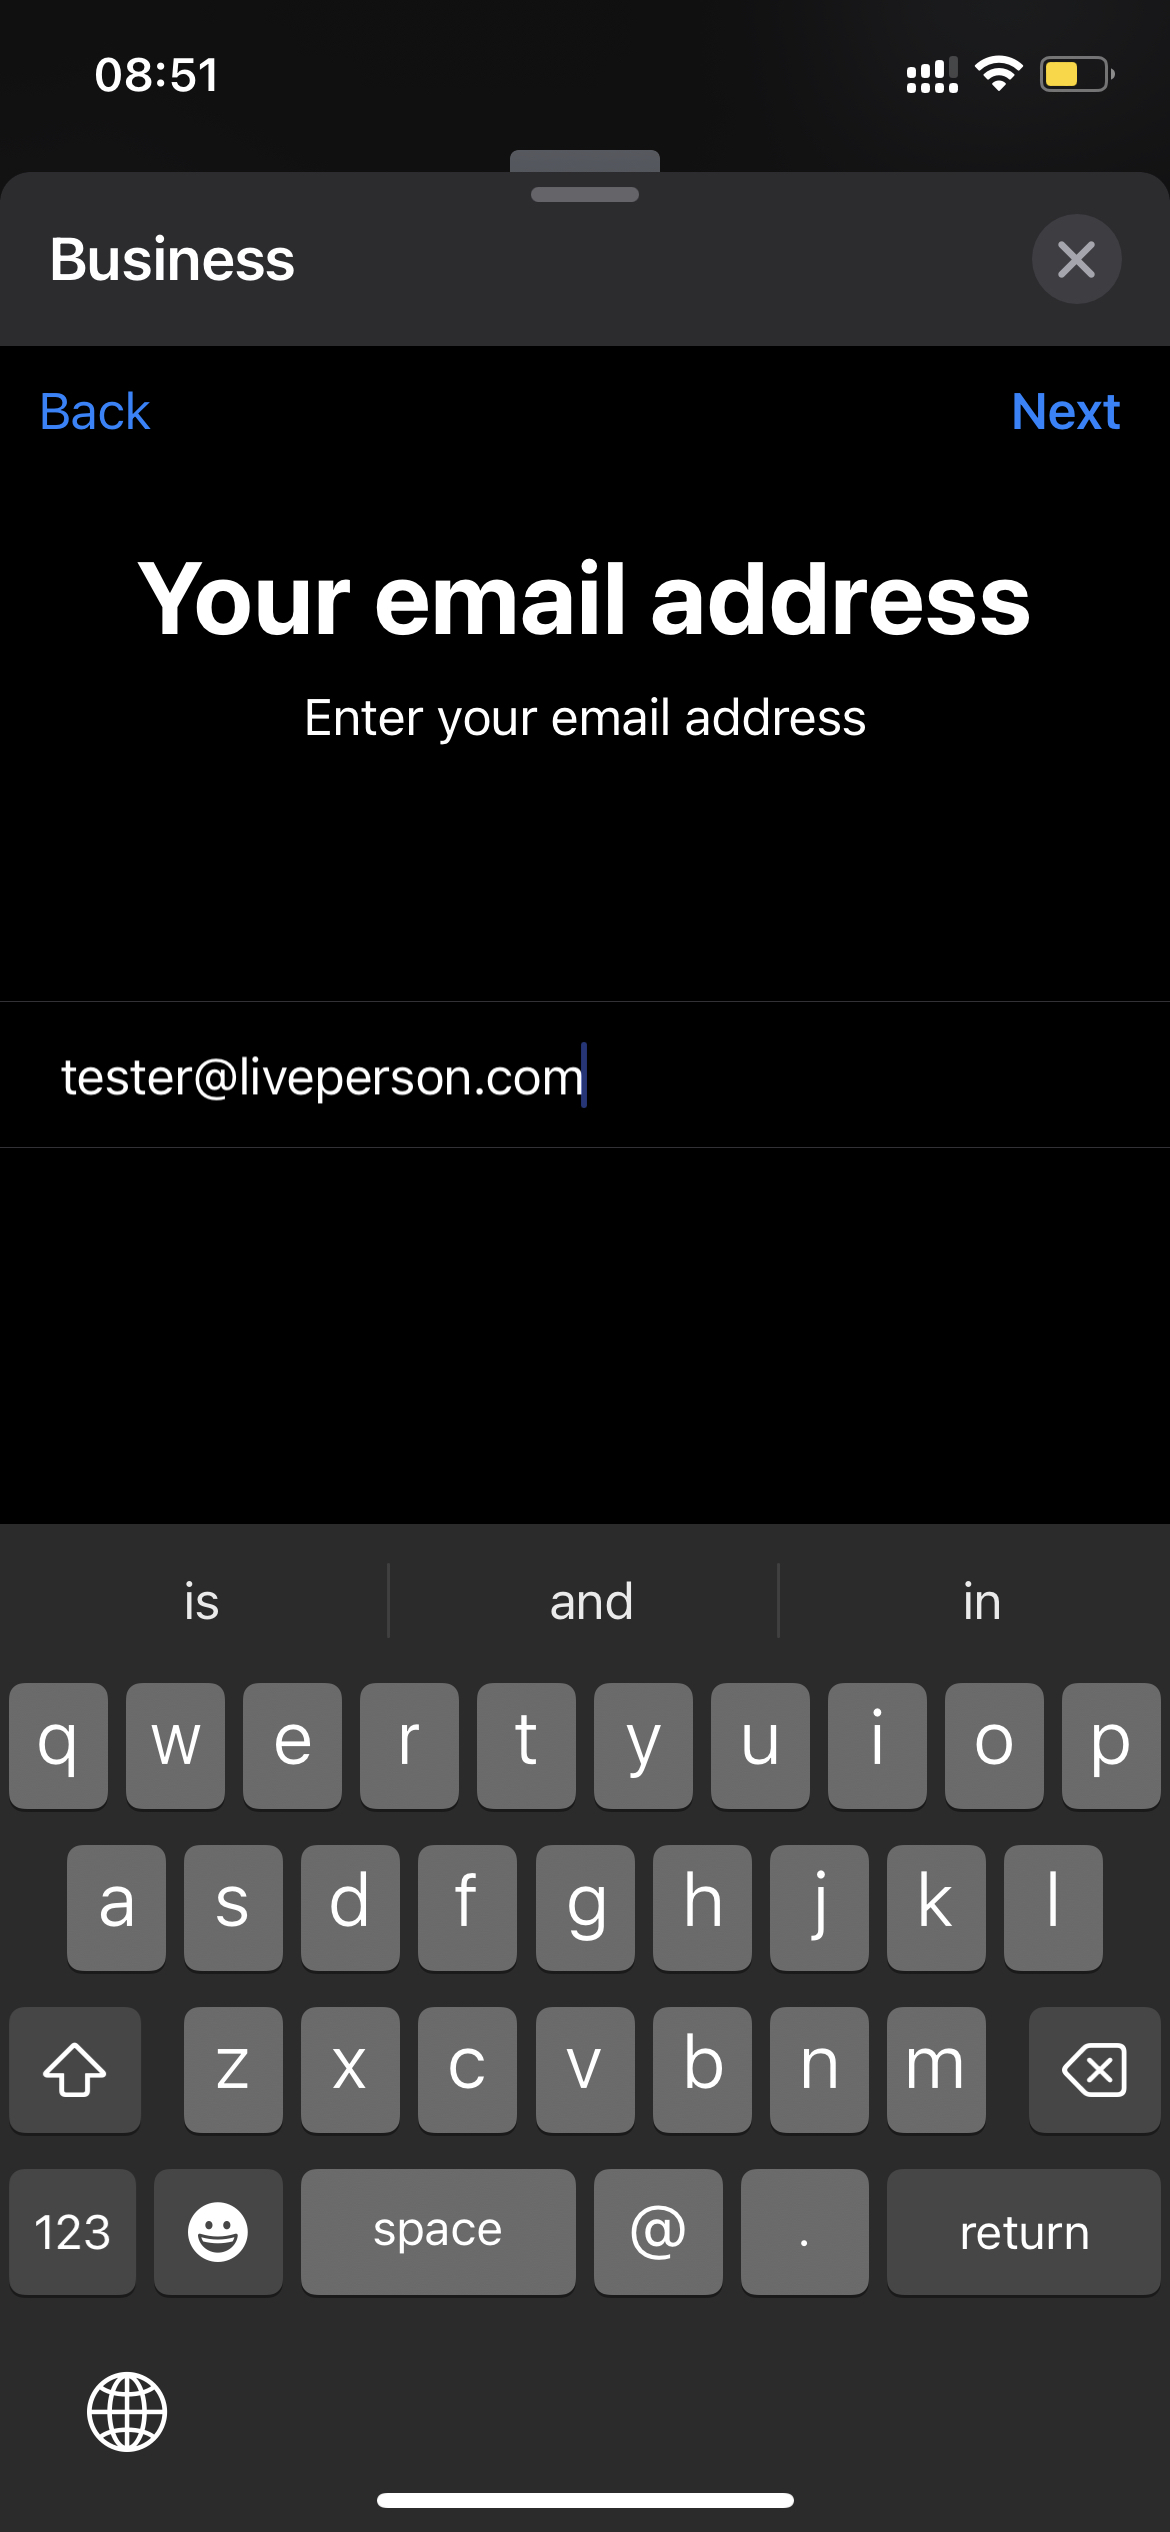 08:51
Business
Back
Next
Your email address
Enter your email address
tester@liveperson.com
is and in
q w e r t y u i o p
a s d f g h j k l
z x c v b n m
123 space @ . return